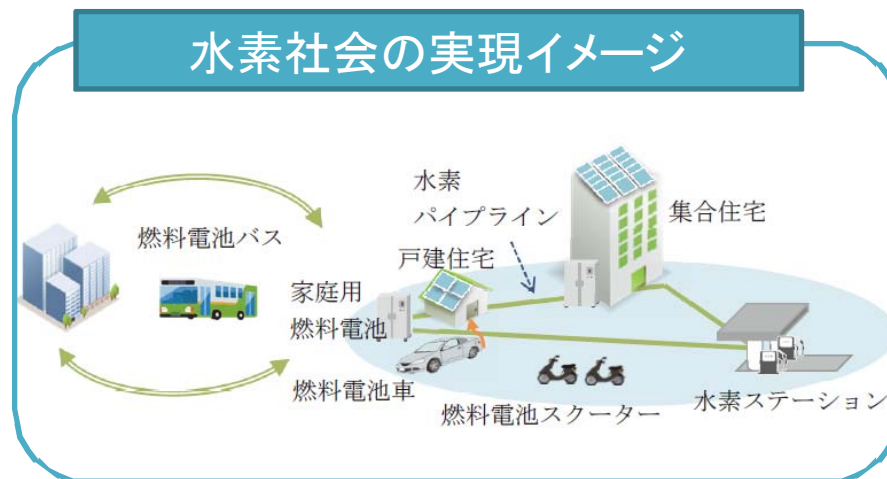 水素社会の実現イメージ
水素
パイプライン
集合住宅
燃料電池バス
戸建住宅
家庭用
燃料電池
燃料電池車
燃料電池スクーター
水素ステーション